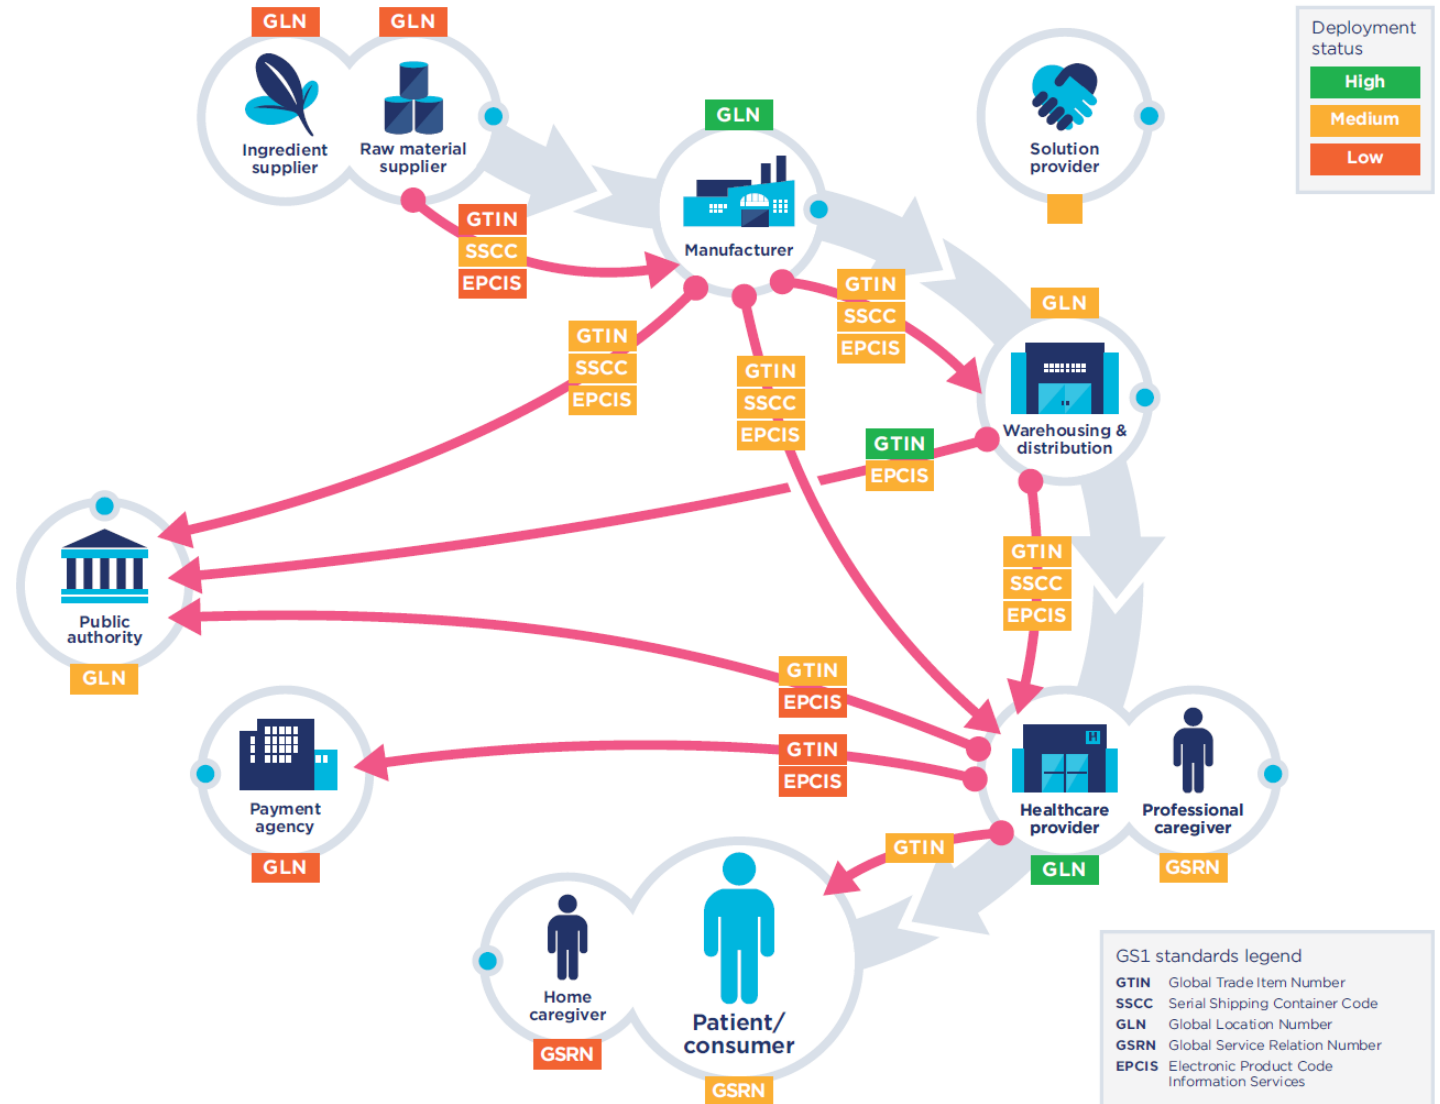 GLN
GLN
Ingredient
supplier
Raw material
supplier
GLN
Manufacturer
Solution
provider
Deployment
status
High
Medium
Low
GTIN
SSCC
EPCIS
GTIN
SSCC
EPCIS
GTIN
SSCC
EPCIS
GTIN
SSCC
EPCIS
GLN
Warehousing &
distribution
GTIN
EPCIS
GTIN
SSCC
EPCIS
Public
authority
GLN
GTIN
EPCIS
GTIN
EPCIS
Payment
agency
GLN
H
Healthcare
provider
GLN
Professional
caregiver
GSRN
GTIN
Home
caregiver
GSRN
Patient/
consumer
GSRN
GS1 standards legend
GTIN Global Trade Item Number
SSCC Serial Shipping Container Code
GLN Global Location Number
GSRN Global Service Relation Number
EPCIS Electronic Product Code
Information Services